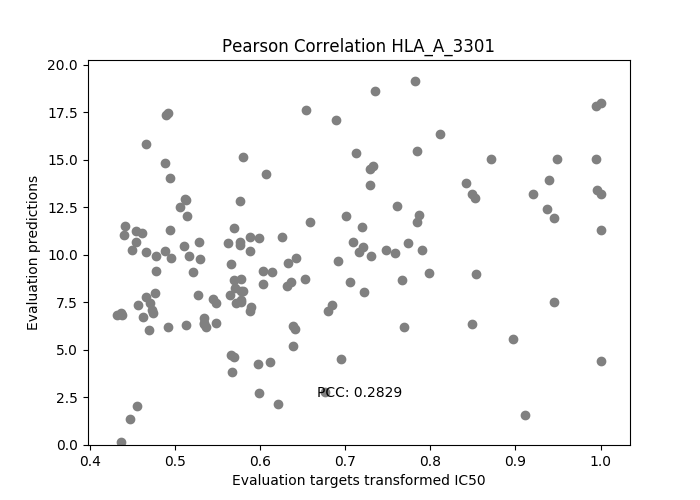 Pearson Correlation HLA_A_3301
20.0
17.5
15.0
12.5
10.0
7.5
5.0
2.5
0.0
Evaluation predictions
PCC: 0.2829
0.4 0.5 0.6 0.7 0.8 0.9 1.0
Evaluation targets transformed IC50